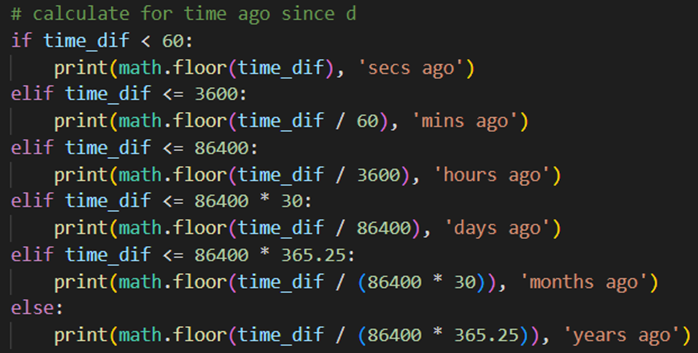 # calculate for time ago since d
if time_dif < 60:
    print(math.floor(time_dif), 'secs ago')
elif time_dif <= 3600:
    print(math.floor(time_dif / 60), 'mins ago')
elif time_dif <= 86400:
    print(math.floor(time_dif / 3600), 'hours ago')
elif time_dif <= 86400 * 30:
    print(math.floor(time_dif / 86400), 'days ago')
elif time_dif <= 86400 * 365.25:
    print(math.floor(time_dif / (86400 * 30)), 'months ago')
else:
    print(math.floor(time_dif / (86400 * 365.25)), 'years ago')